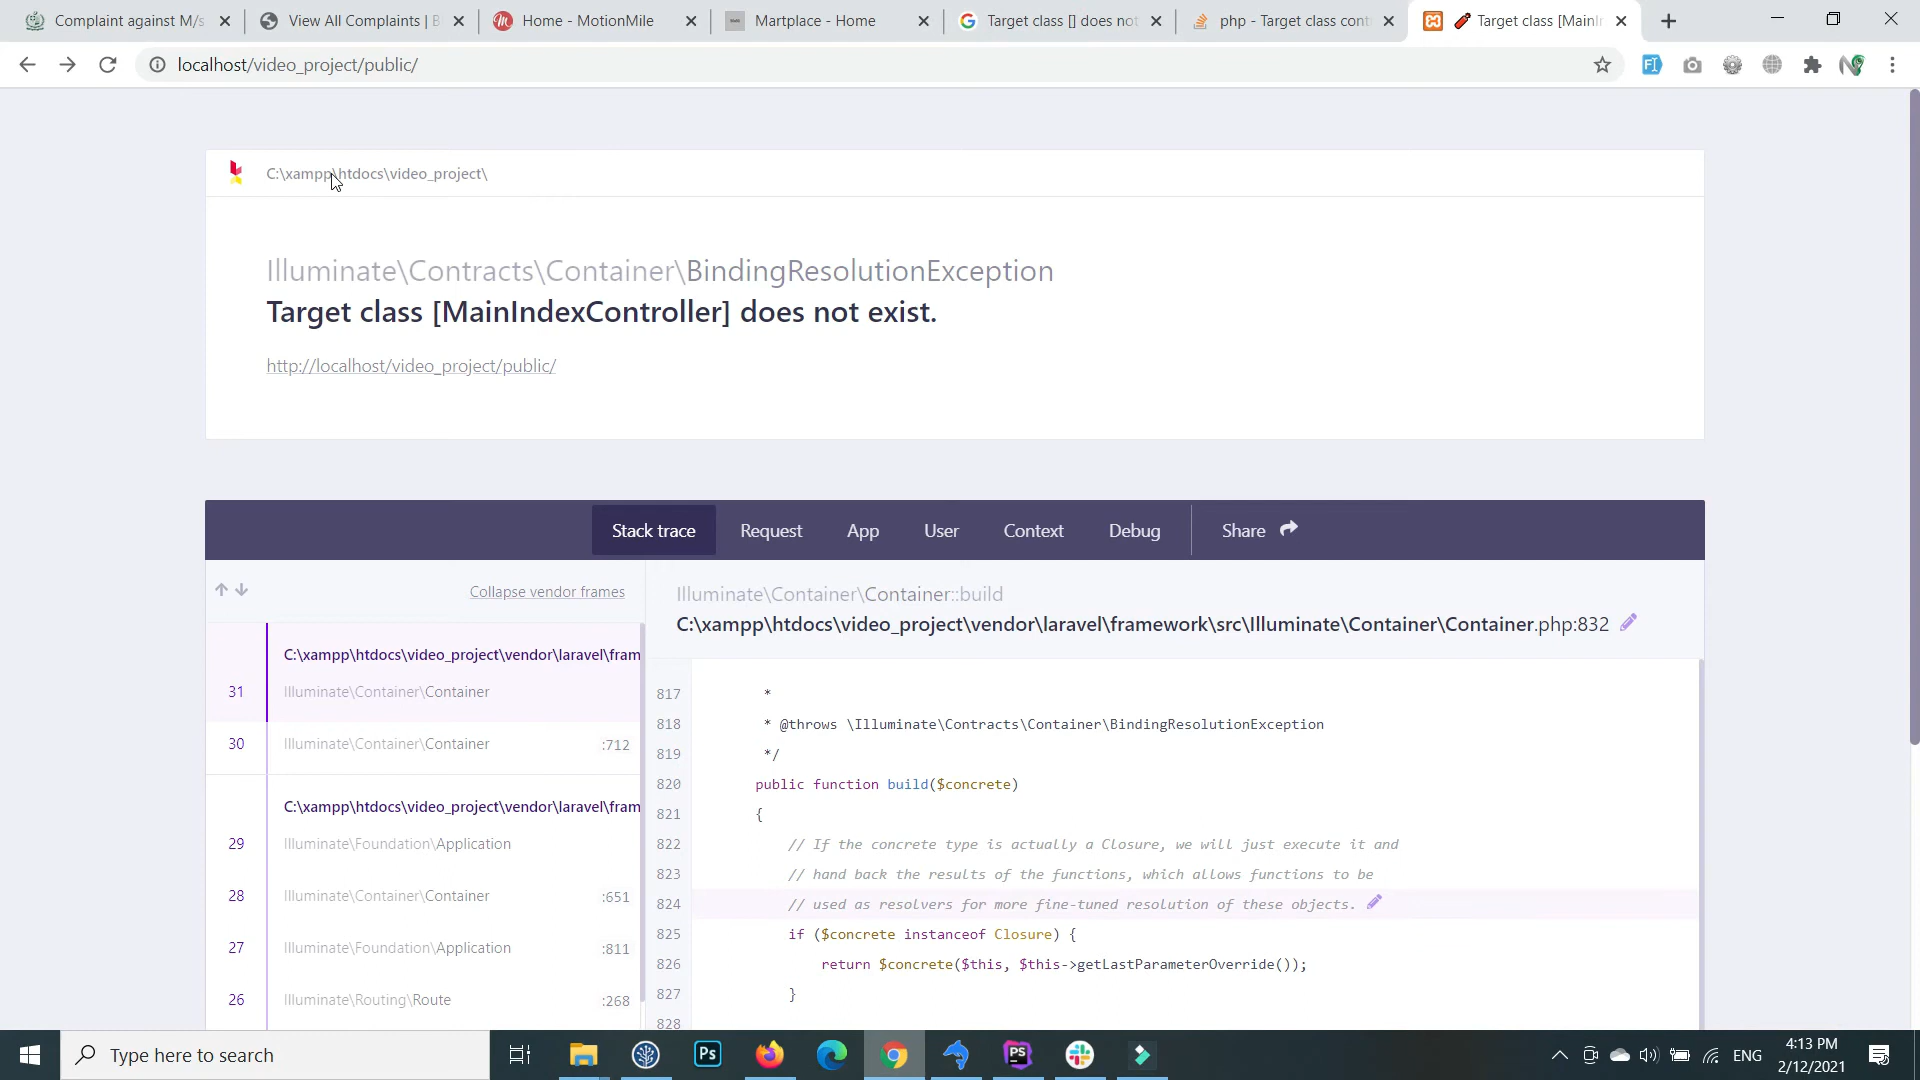 Complaint against M/s
View All Complaints | B
Home - MotionMile
Martplace - Home
Target class [] does not
php - Target class cont
Target class [MainIn
localhost/video_project/public/
C:\xampp\htdocs\video_project\
Illuminate\Contracts\Container\BindingResolutionException
Target class [MainIndexController] does not exist.
http://localhost/video_project/public/
Stack trace
Request
App
User
Context
Debug
Share
Collapse vendor frames
C:\xampp\htdocs\video_project\vendor\laravel\fram
31 Illuminate\Container\Container
30 Illuminate\Container\Container :712
C:\xampp\htdocs\video_project\vendor\laravel\fram
29 Illuminate\Foundation\Application
28 Illuminate\Container\Container :651
27 Illuminate\Foundation\Application :811
26 Illuminate\Routing\Route :268
Illuminate\Container\Container::build
C:\xampp\htdocs\video_project\vendor\laravel\framework\src\Illuminate\Container\Container.php:832
817 *
818 * @throws \Illuminate\Contracts\Container\BindingResolutionException
819 */
820 public function build($concrete)
821 {
822 // If the concrete type is actually a Closure, we will just execute it and
823 // hand back the results of the functions, which allows functions to be
824 // used as resolvers for more fine-tuned resolution of these objects.
825 if ($concrete instanceof Closure) {
826 return $concrete($this, $this->getLastParameterOverride());
827 }
828
Type here to search
Ps
PS
ENG
4:13 PM
2/12/2021